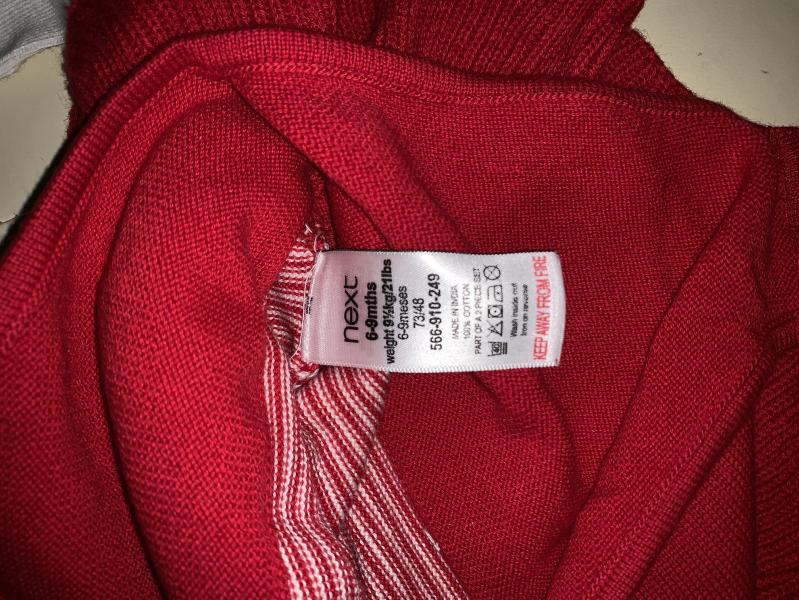 next
6-9mths
weight 9½kg/21lbs
6-9meses
73/48
566-910-249
MADE IN INDIA
100% COTTON
PART OF A 2 PIECE SET
40
Wash inside out
Iron on reverse
KEEP AWAY FROM FIRE